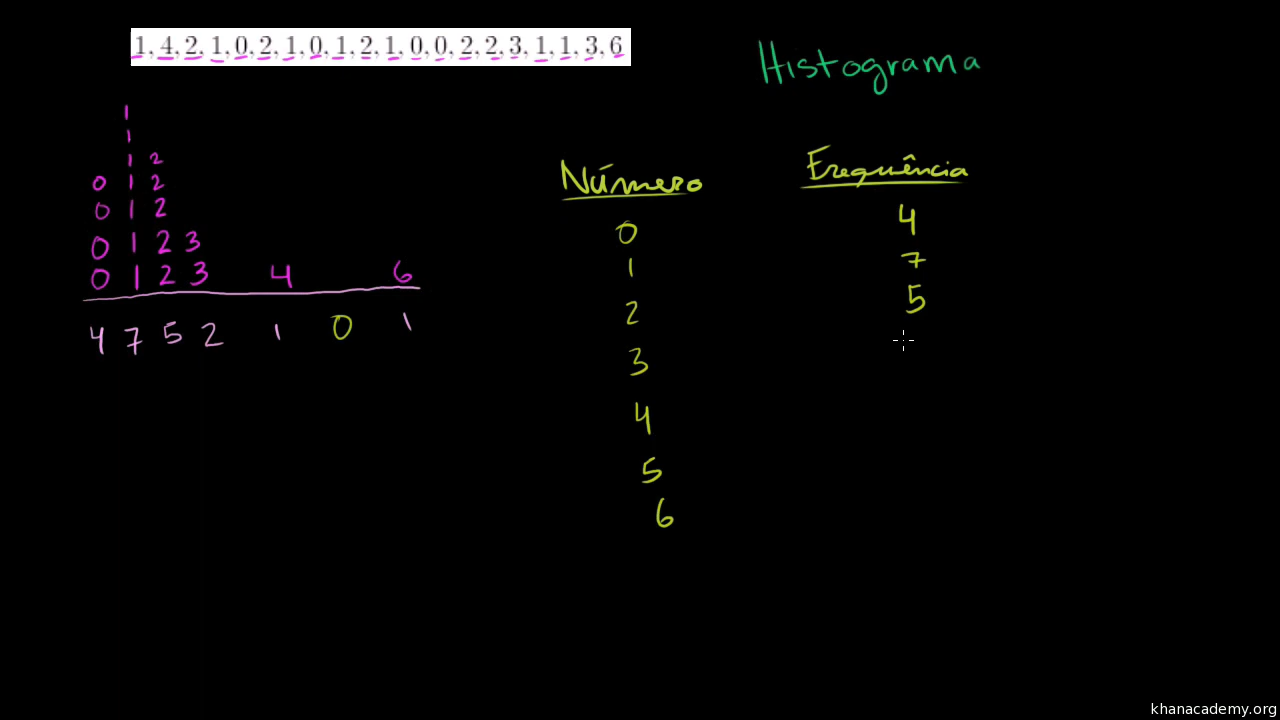 1, 4, 2, 1, 0, 2, 1, 0, 1, 2, 1, 0, 0, 2, 2, 3, 1, 1, 3, 6
Histograma
1
1
1 2
0 1 2
0 1 2
0 1 2 3
0 1 2 3 4 6
4 7 5 2 1 0 1
Número Frequência
0 4
1 7
2 5
3
4
5
6
khanacademy.org